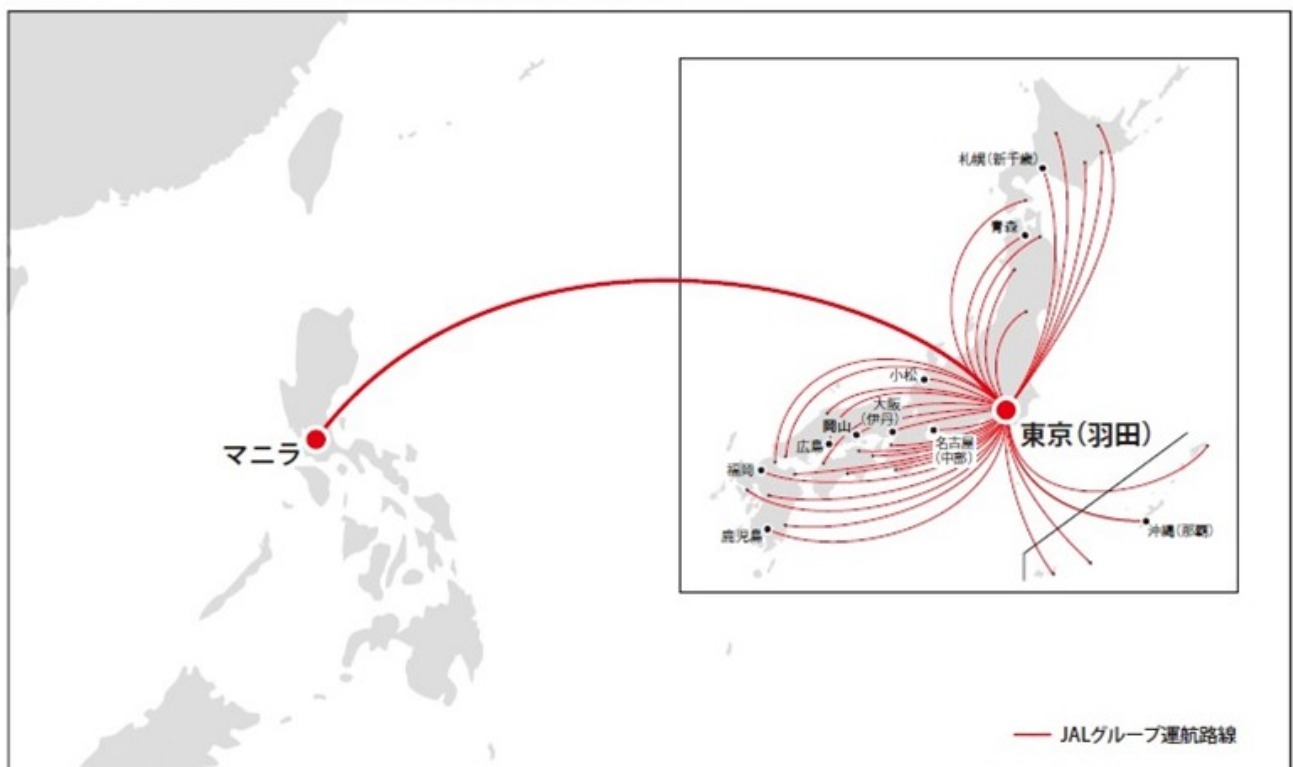 札幌(新千歳)
青森
小松
大阪
(伊丹)
岡山
広島
名古屋
(中部)
東京(羽田)
マニラ
福岡
鹿児島
沖縄(那覇)
JALグループ運航路線